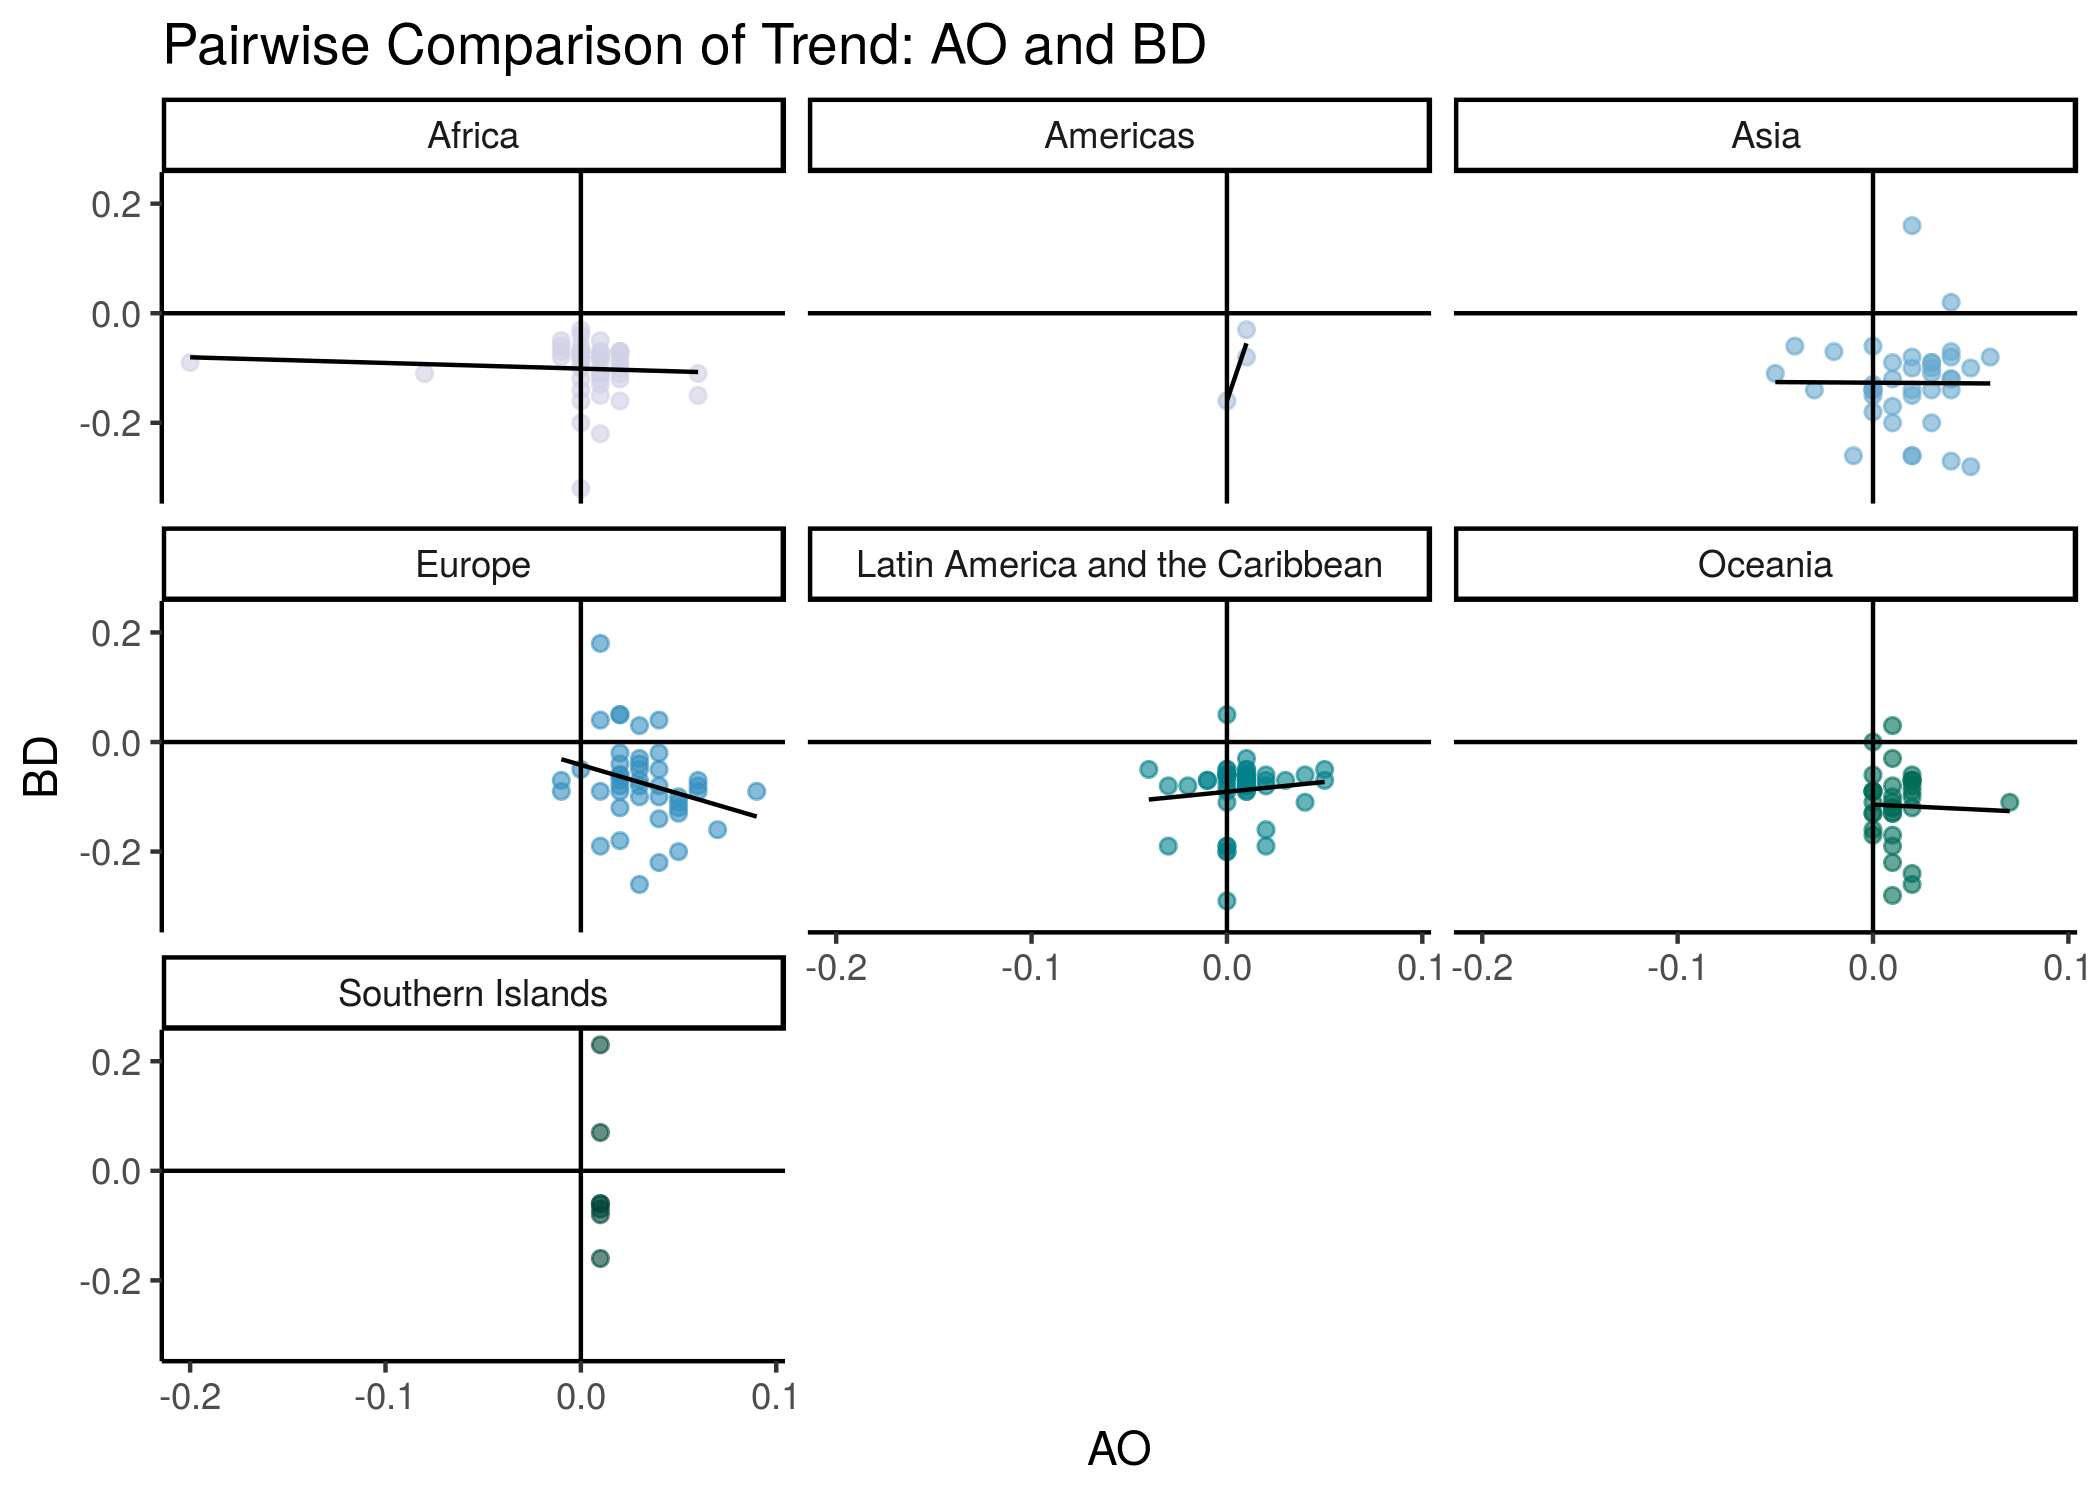 Pairwise Comparison of Trend: AO and BD
Africa
Americas
Asia
0.2
0.0
-0.2
Europe
Latin America and the Caribbean
Oceania
0.2
0.0
-0.2
BD
-0.2 -0.1 0.0 0.1
-0.2 -0.1 0.0 0.1
Southern Islands
0.2
0.0
-0.2
-0.2 -0.1 0.0 0.1
AO